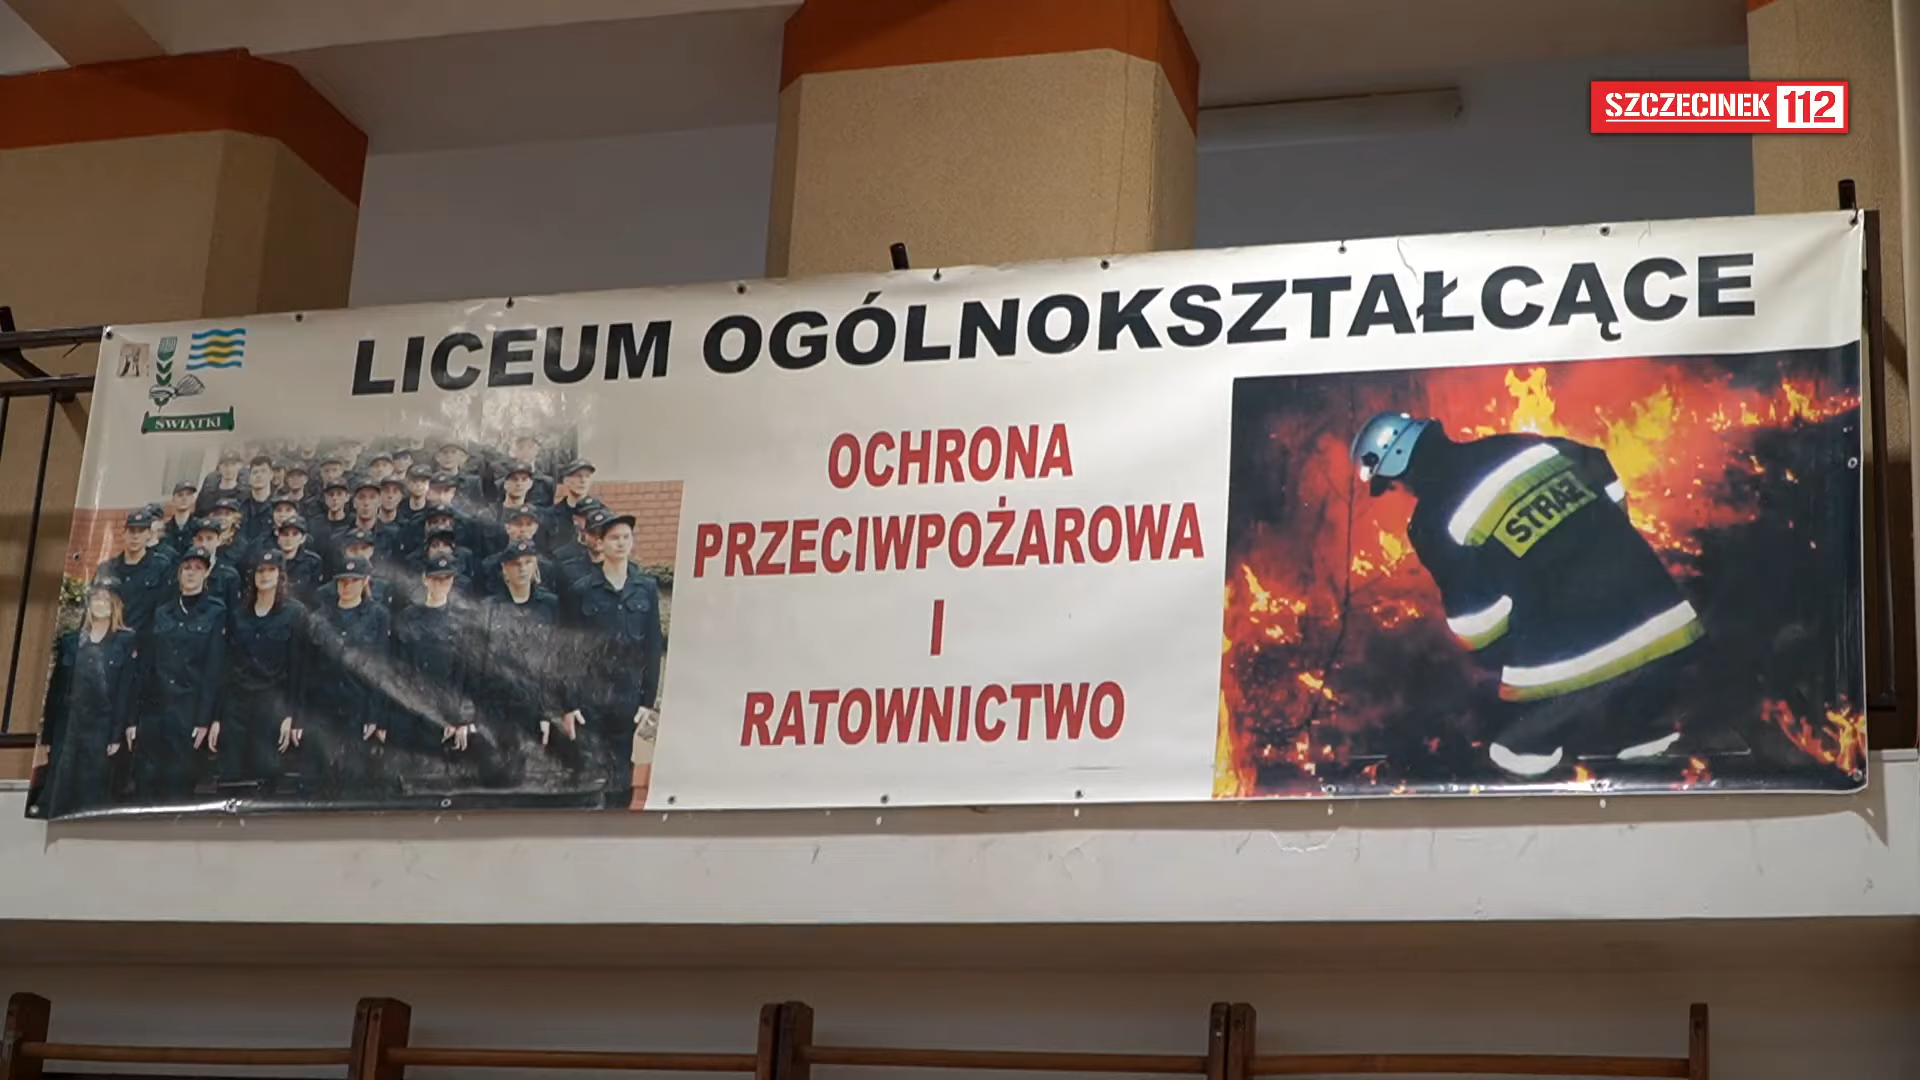 SZCZECINEK 112
LICEUM OGÓLNOKSZTAŁCĄCE
ŚWIĄTKI
OCHRONA
PRZECIWPOŻAROWA
I
RATOWNICTWO
STRAŻ